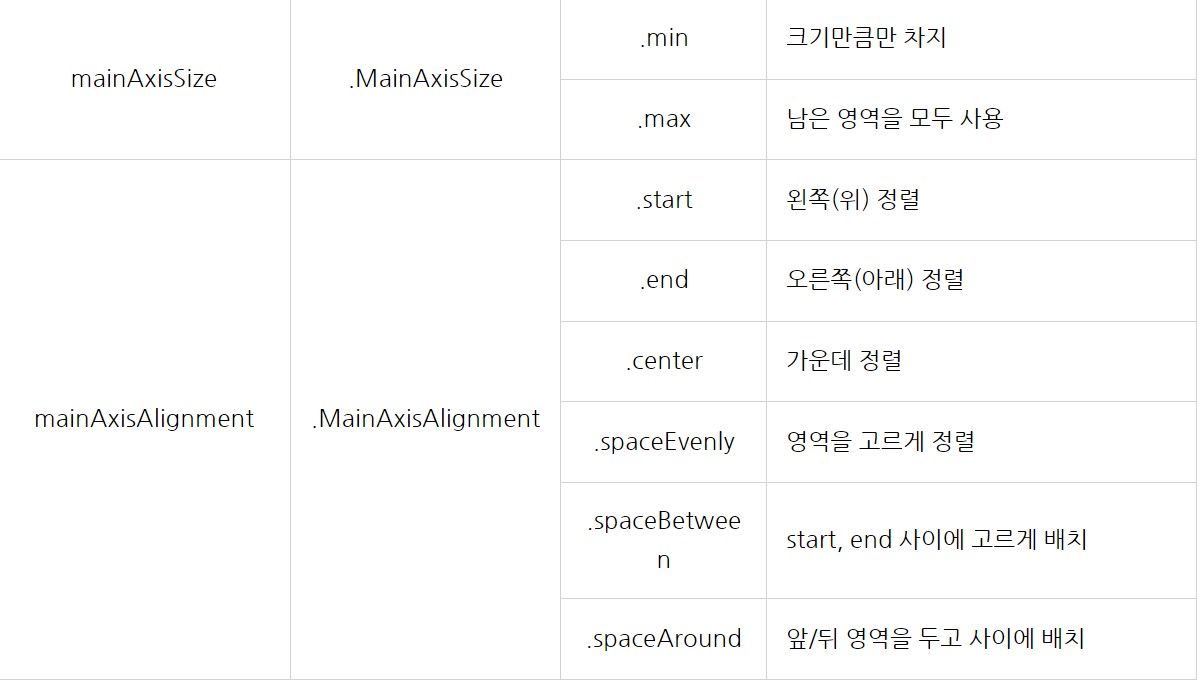 mainAxisSize
.MainAxisSize
.min
크기만큼만 차지
.max
남은 영역을 모두 사용
mainAxisAlignment
.MainAxisAlignment
.start
왼쪽(위) 정렬
.end
오른쪽(아래) 정렬
.center
가운데 정렬
.spaceEvenly
영역을 고르게 정렬
.spaceBetwee
n
start, end 사이에 고르게 배치
.spaceAround
앞/뒤 영역을 두고 사이에 배치